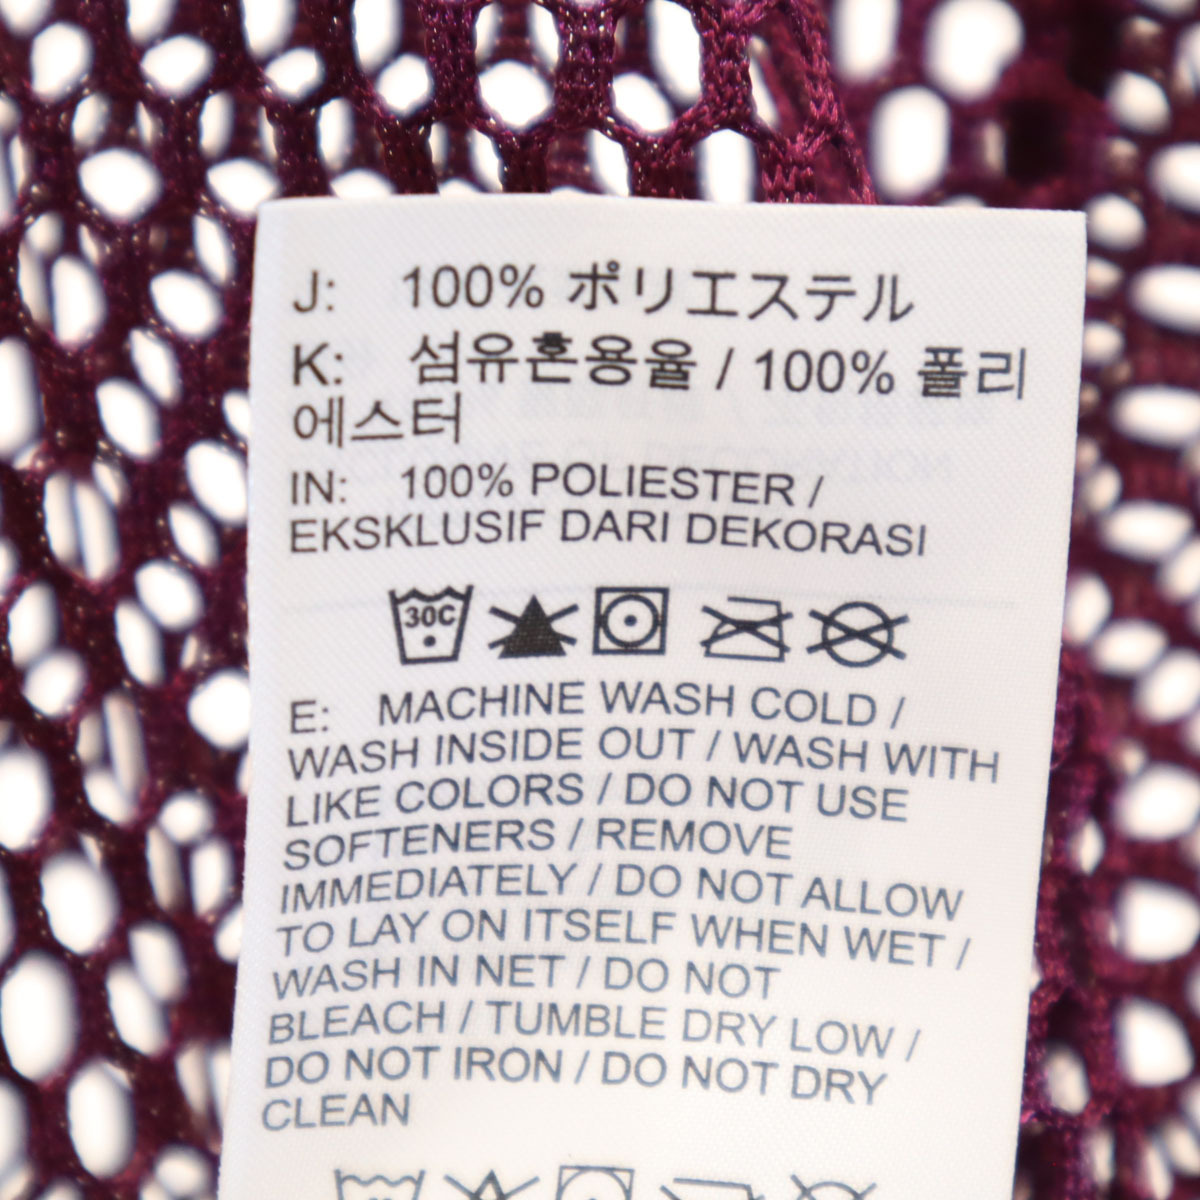 J: 100% ポリエステル
K: 섬유혼용율 / 100% 폴리
에스터
IN: 100% POLIESTER /
EKSKLUSIF DARI DEKORASI
30C
E: MACHINE WASH COLD /
WASH INSIDE OUT / WASH WITH
LIKE COLORS / DO NOT USE
SOFTENERS / REMOVE
IMMEDIATELY / DO NOT ALLOW
TO LAY ON ITSELF WHEN WET /
WASH IN NET / DO NOT
BLEACH / TUMBLE DRY LOW /
DO NOT IRON / DO NOT DRY
CLEAN